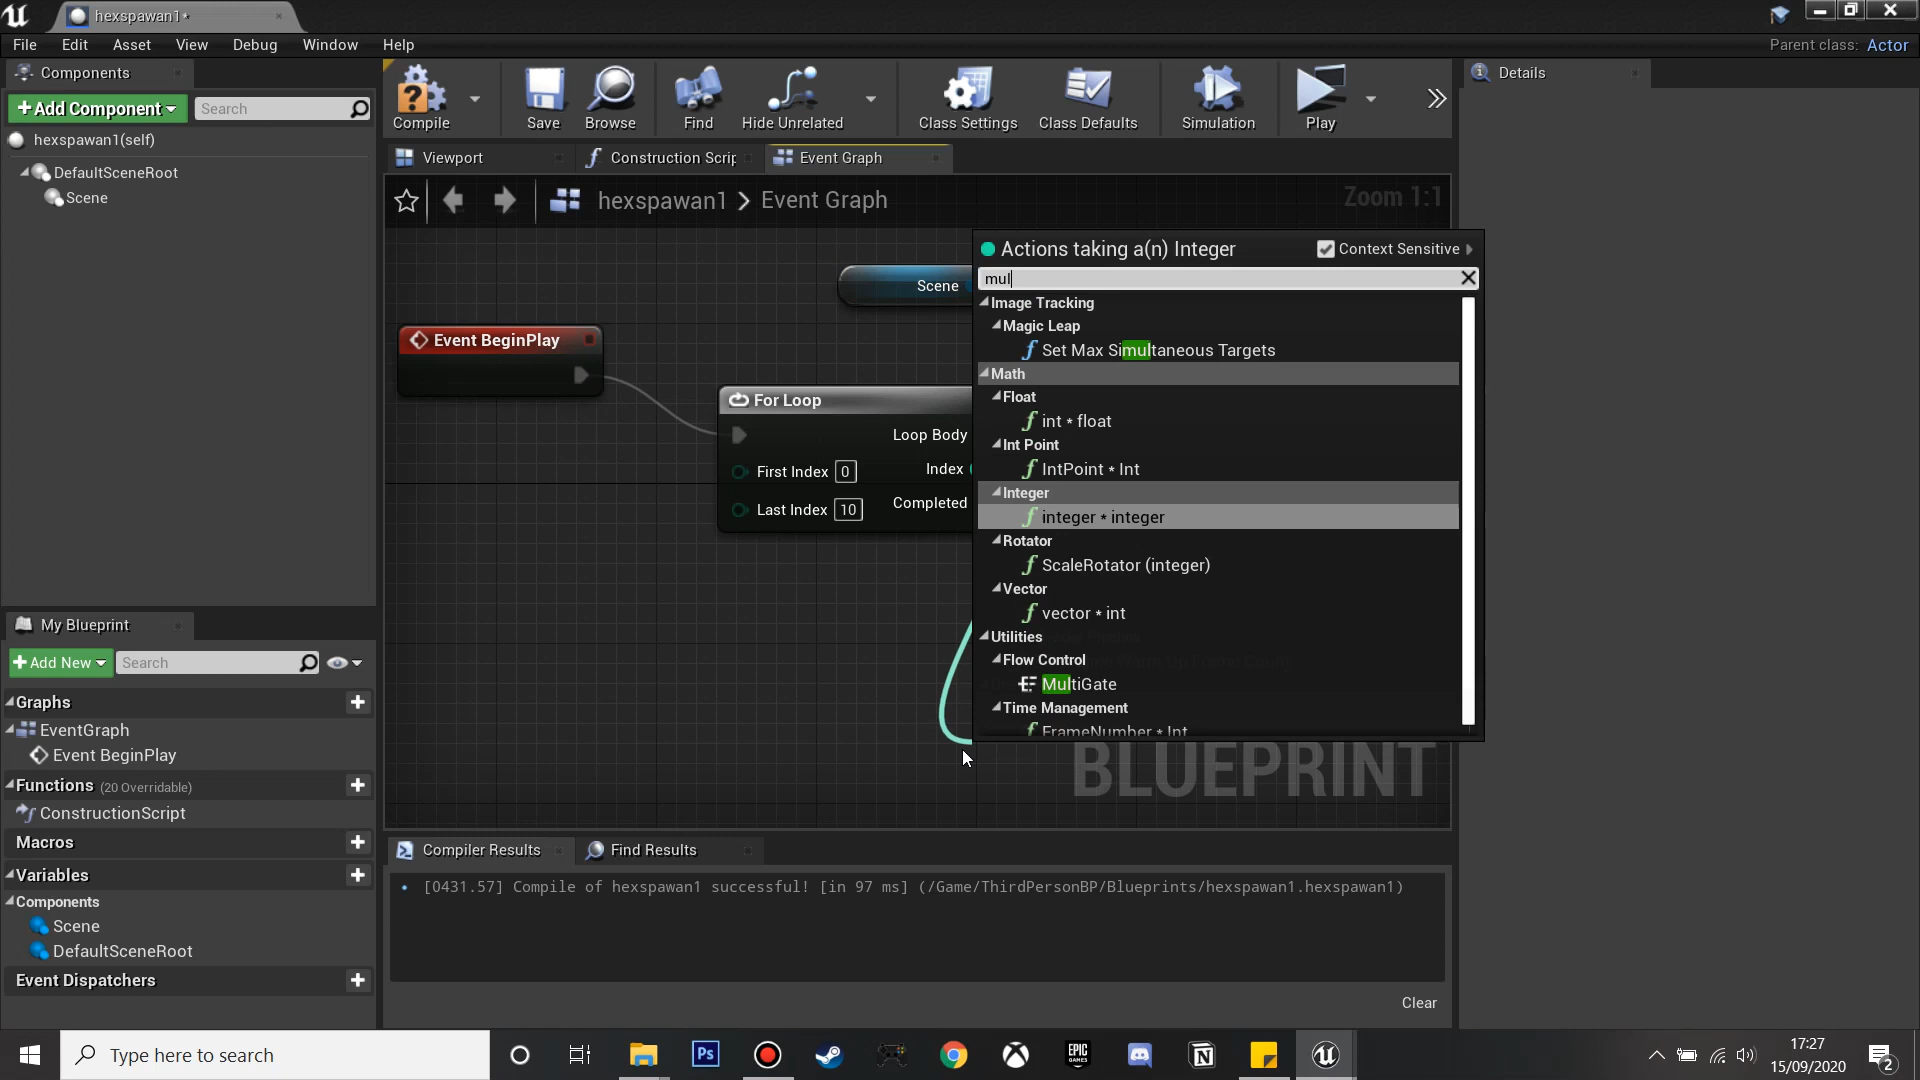 hexspawan1*
File Edit Asset View Debug Window Help
Parent class: Actor
Components
Details
Add Component
Search
Compile
Save
Browse
Find
Hide Unrelated
Class Settings
Class Defaults
Simulation
Play
hexspawan1(self)
Viewport
Construction Scrip
Event Graph
DefaultSceneRoot
Scene
hexspawan1 > Event Graph
Zoom 1:1
Actions taking a(n) Integer
Context Sensitive
mul
Scene
Image Tracking
Magic Leap
Set Max Simultaneous Targets
Event BeginPlay
Math
Float
int * float
For Loop
Loop Body
Int Point
IntPoint * Int
First Index 0
Index
Integer
integer * integer
Last Index 10
Completed
Rotator
ScaleRotator (integer)
Vector
vector * int
Utilities
Flow Control
MultiGate
Time Management
FrameNumber * Int
BLUEPRINT
My Blueprint
Add New
Search
Graphs
EventGraph
Event BeginPlay
Functions (20 Overridable)
ConstructionScript
Macros
Variables
Components
Scene
DefaultSceneRoot
Event Dispatchers
Compiler Results
Find Results
[0431.57] Compile of hexspawan1 successful! [in 97 ms] (/Game/ThirdPersonBP/Blueprints/hexspawan1.hexspawan1)
Clear
Type here to search
Ps
EPIC GAMES
17:27
15/09/2020
2